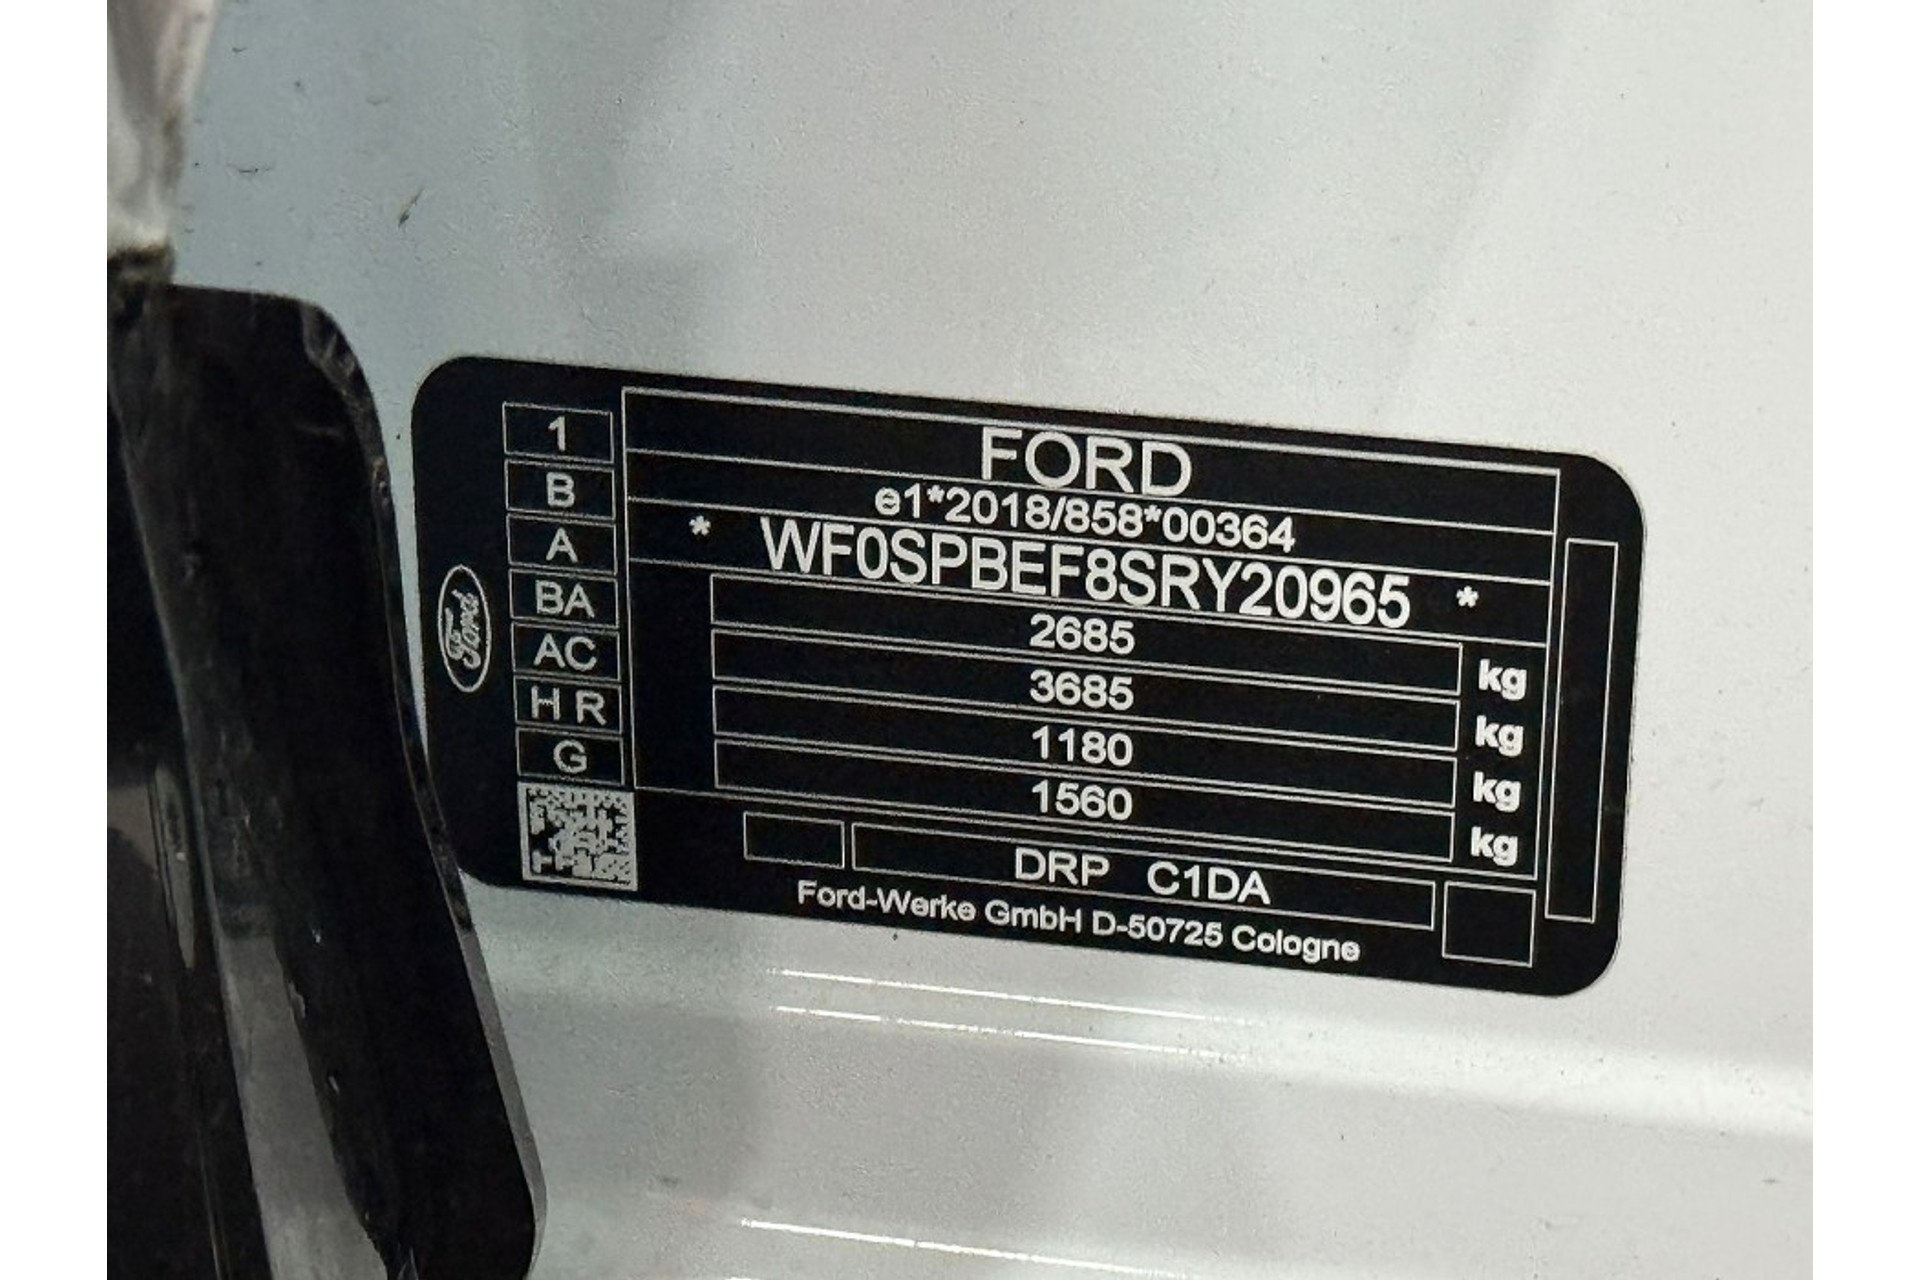 FORD
e1*2018/858*00364
* WF0SPBEF8SRY20965 *
1
B
A
BA
AC
H R
G
Ford
2685 kg
3685 kg
1180 kg
1560 kg
DRP C1DA
Ford-Werke GmbH D-50725 Cologne